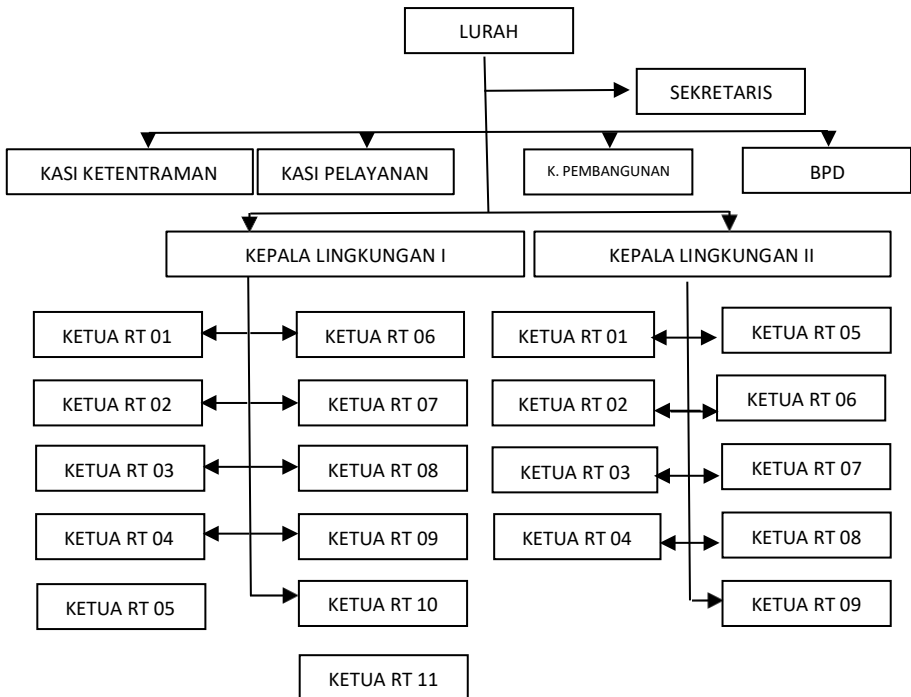 LURAH
SEKRETARIS
KASI KETENTRAMAN
KASI PELAYANAN
K. PEMBANGUNAN
BPD
KEPALA LINGKUNGAN I
KEPALA LINGKUNGAN II
KETUA RT 01
KETUA RT 06
KETUA RT 01
KETUA RT 05
KETUA RT 02
KETUA RT 07
KETUA RT 02
KETUA RT 06
KETUA RT 03
KETUA RT 08
KETUA RT 03
KETUA RT 07
KETUA RT 04
KETUA RT 09
KETUA RT 04
KETUA RT 08
KETUA RT 05
KETUA RT 10
KETUA RT 09
KETUA RT 11